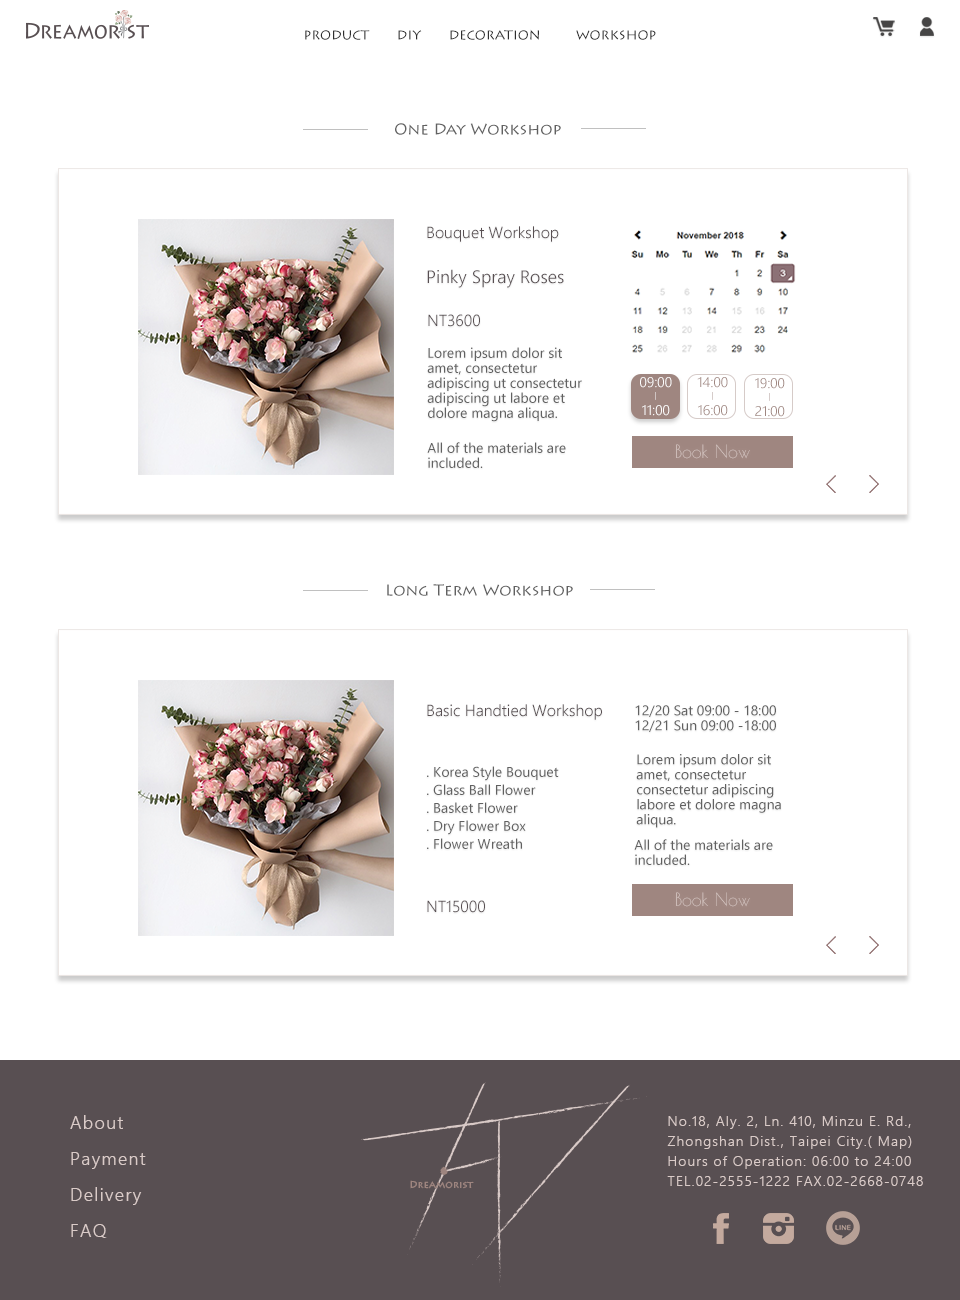 DREAMORIST
PRODUCT DIY DECORATION WORKSHOP
ONE DAY WORKSHOP
Bouquet Workshop
Pinky Spray Roses
NT3600
Lorem ipsum dolor sit
amet, consectetur
adipiscing ut consectetur
adipiscing ut labore et
dolore magna aliqua.
All of the materials are
included.
November 2018
Su Mo Tu We Th Fr Sa
1 2 3
4 5 6 7 8 9 10
11 12 13 14 15 16 17
18 19 20 21 22 23 24
25 26 27 28 29 30
09:00 14:00 19:00
| | |
11:00 16:00 21:00
Book Now
LONG TERM WORKSHOP
Basic Handtied Workshop
. Korea Style Bouquet
. Glass Ball Flower
. Basket Flower
. Dry Flower Box
. Flower Wreath
NT15000
12/20 Sat 09:00 - 18:00
12/21 Sun 09:00 -18:00
Lorem ipsum dolor sit
amet, consectetur
consectetur adipiscing
labore et dolore magna
aliqua.
All of the materials are
included.
Book Now
About
Payment
Delivery
FAQ
DREAMORIST
No.18, Aly. 2, Ln. 410, Minzu E. Rd.,
Zhongshan Dist., Taipei City.( Map)
Hours of Operation: 06:00 to 24:00
TEL.02-2555-1222 FAX.02-2668-0748
LINE